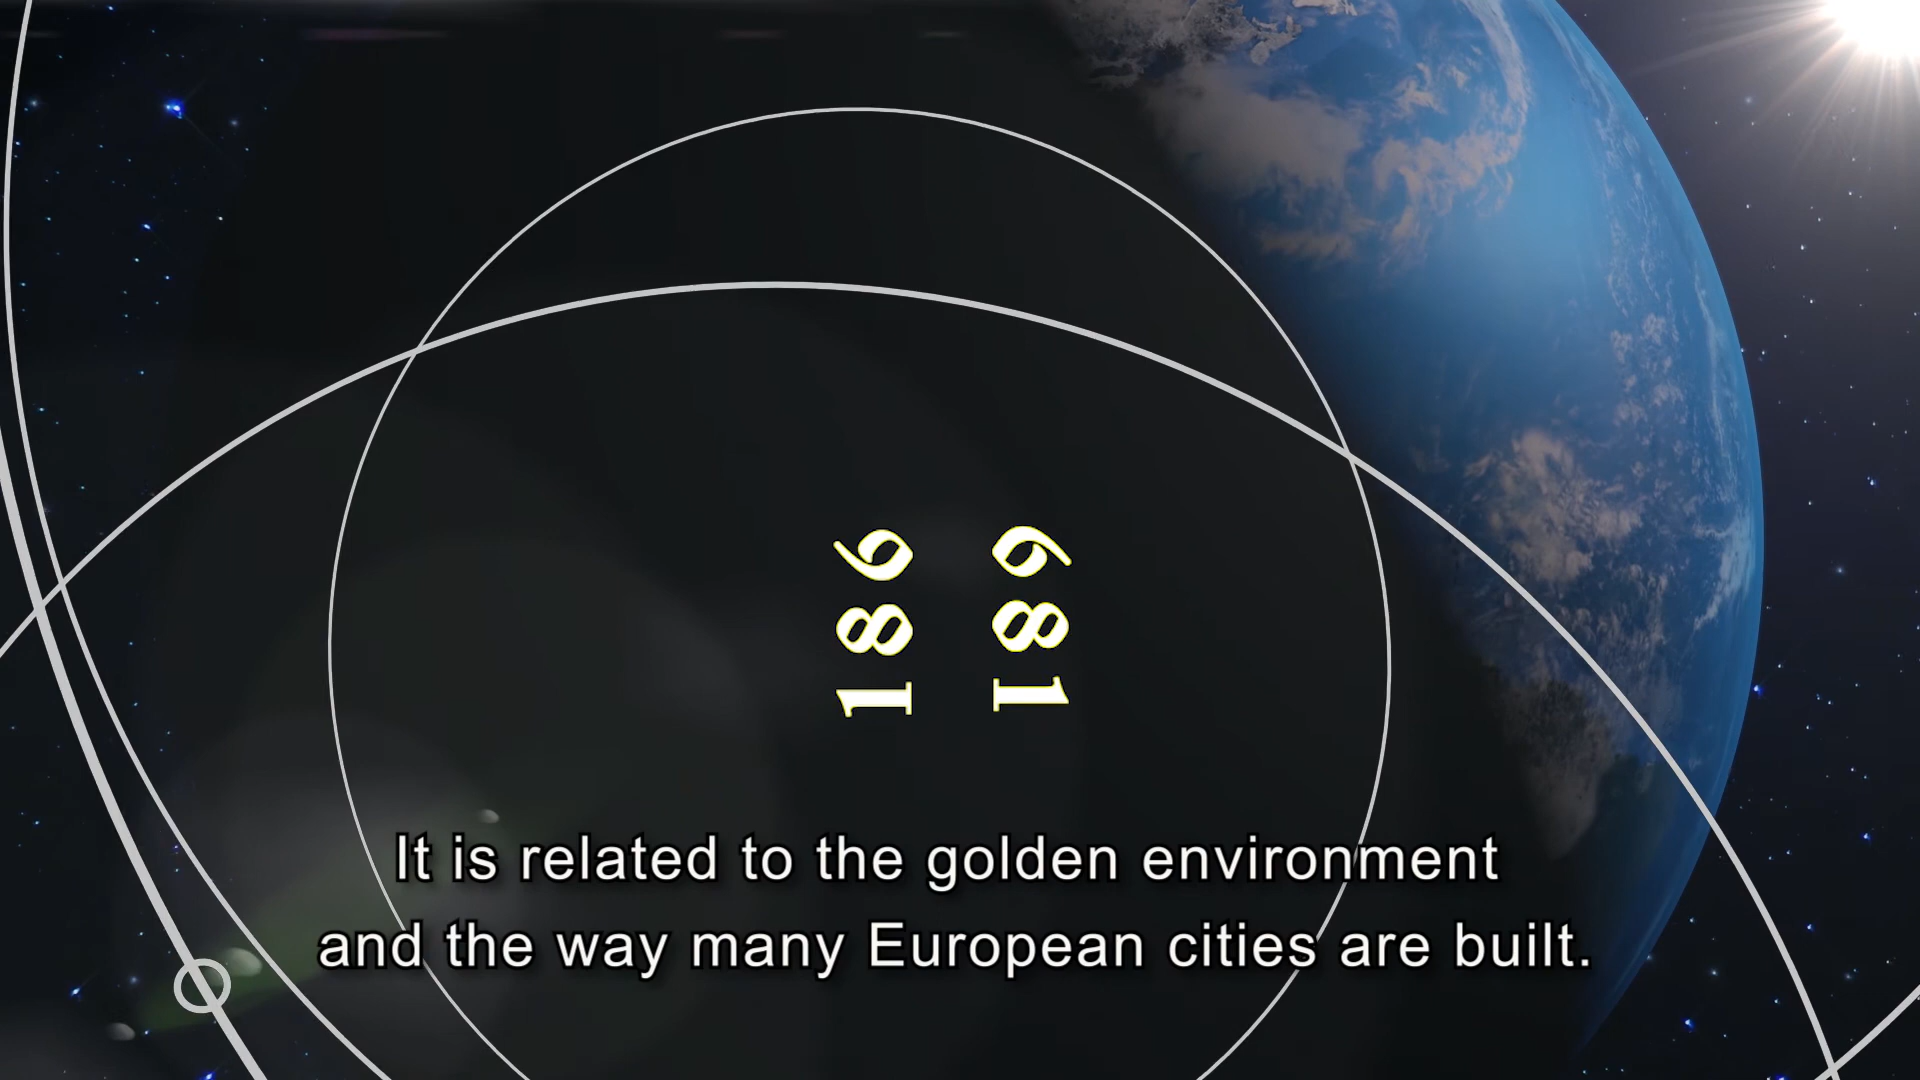 186
681
It is related to the golden environment
and the way many European cities are built.